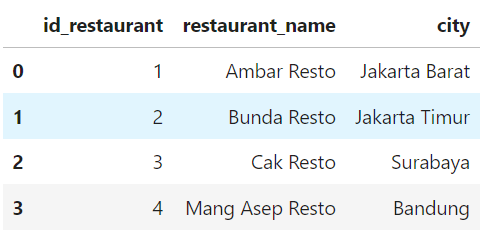 id_restaurant restaurant_name city
0 1 Ambar Resto Jakarta Barat
1 2 Bunda Resto Jakarta Timur
2 3 Cak Resto Surabaya
3 4 Mang Asep Resto Bandung